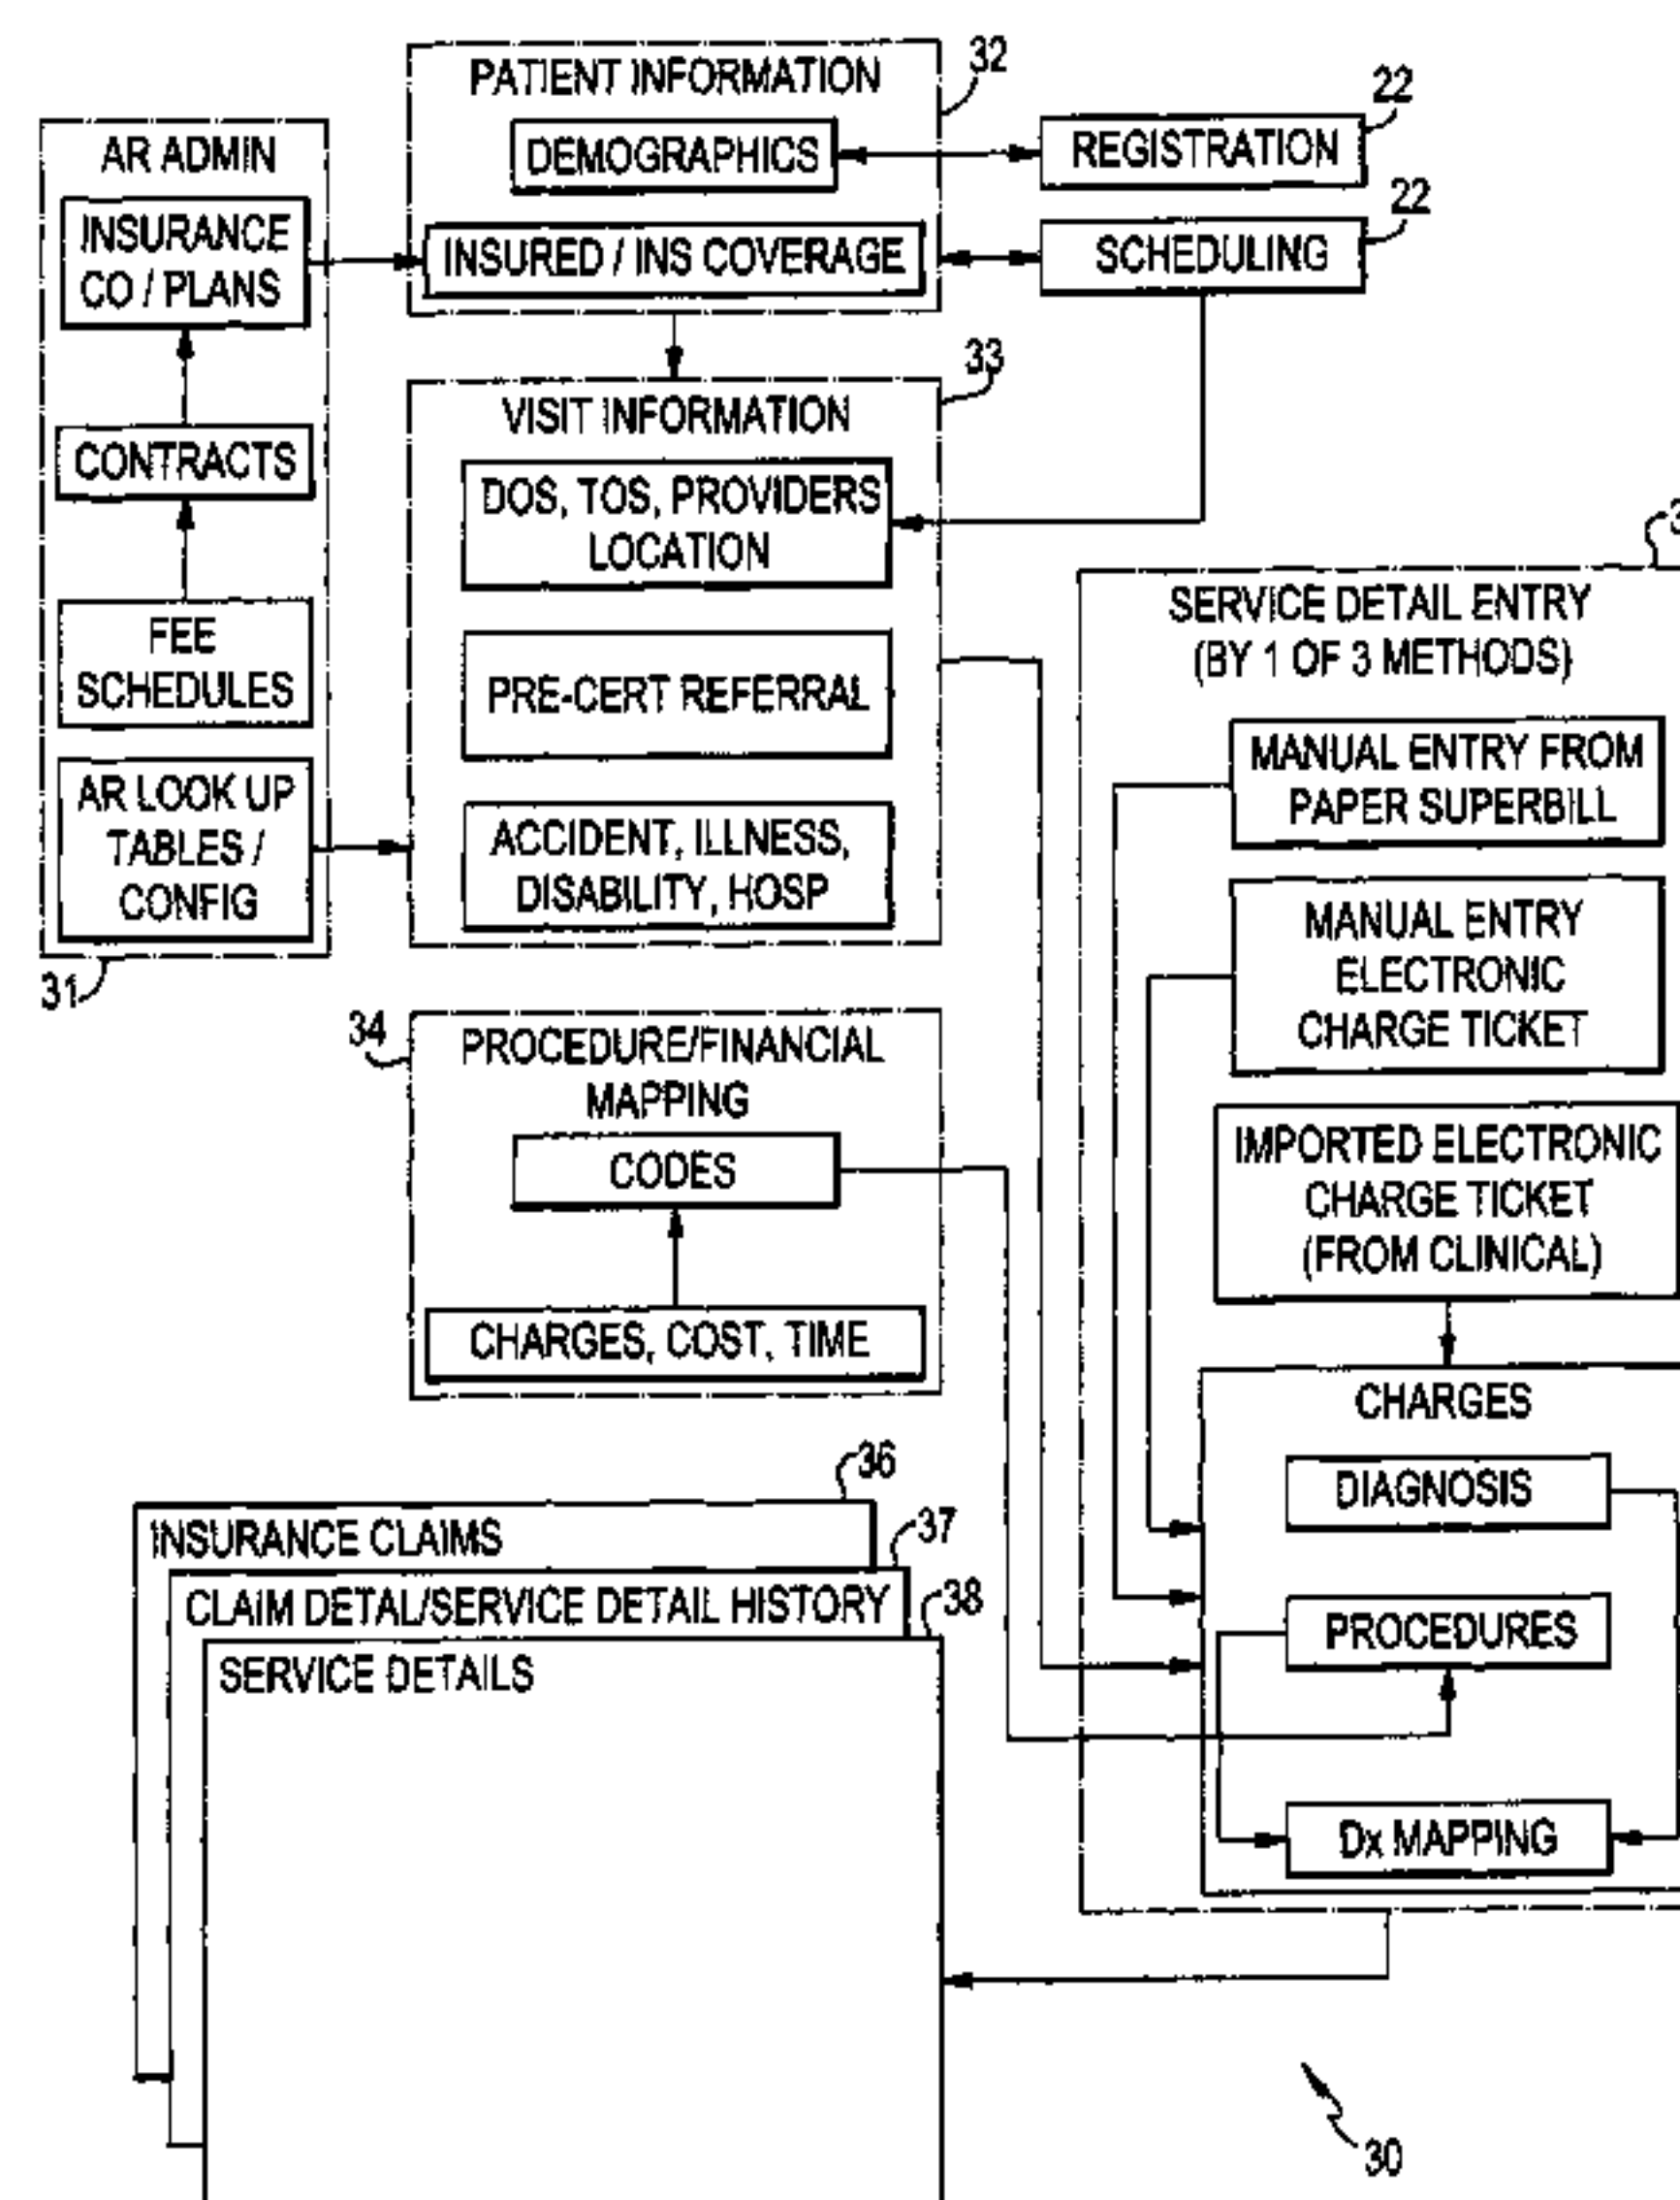 32
PATIENT INFORMATION
DEMOGRAPHICS
INSURED / INS COVERAGE
22
REGISTRATION
22
SCHEDULING
AR ADMIN
INSURANCE
CO / PLANS
CONTRACTS
FEE
SCHEDULES
AR LOOK UP
TABLES /
CONFIG
31
33
VISIT INFORMATION
DOS, TOS, PROVIDERS
LOCATION
PRE-CERT REFERRAL
ACCIDENT, ILLNESS,
DISABILITY, HOSP
34
PROCEDURE/FINANCIAL
MAPPING
CODES
CHARGES, COST, TIME
SERVICE DETAIL ENTRY
(BY 1 OF 3 METHODS)
MANUAL ENTRY FROM
PAPER SUPERBILL
MANUAL ENTRY
ELECTRONIC
CHARGE TICKET
IMPORTED ELECTRONIC
CHARGE TICKET
(FROM CLINICAL)
CHARGES
DIAGNOSIS
PROCEDURES
Dx MAPPING
36
INSURANCE CLAIMS
37
CLAIM DETAL/SERVICE DETAIL HISTORY
38
SERVICE DETAILS
30